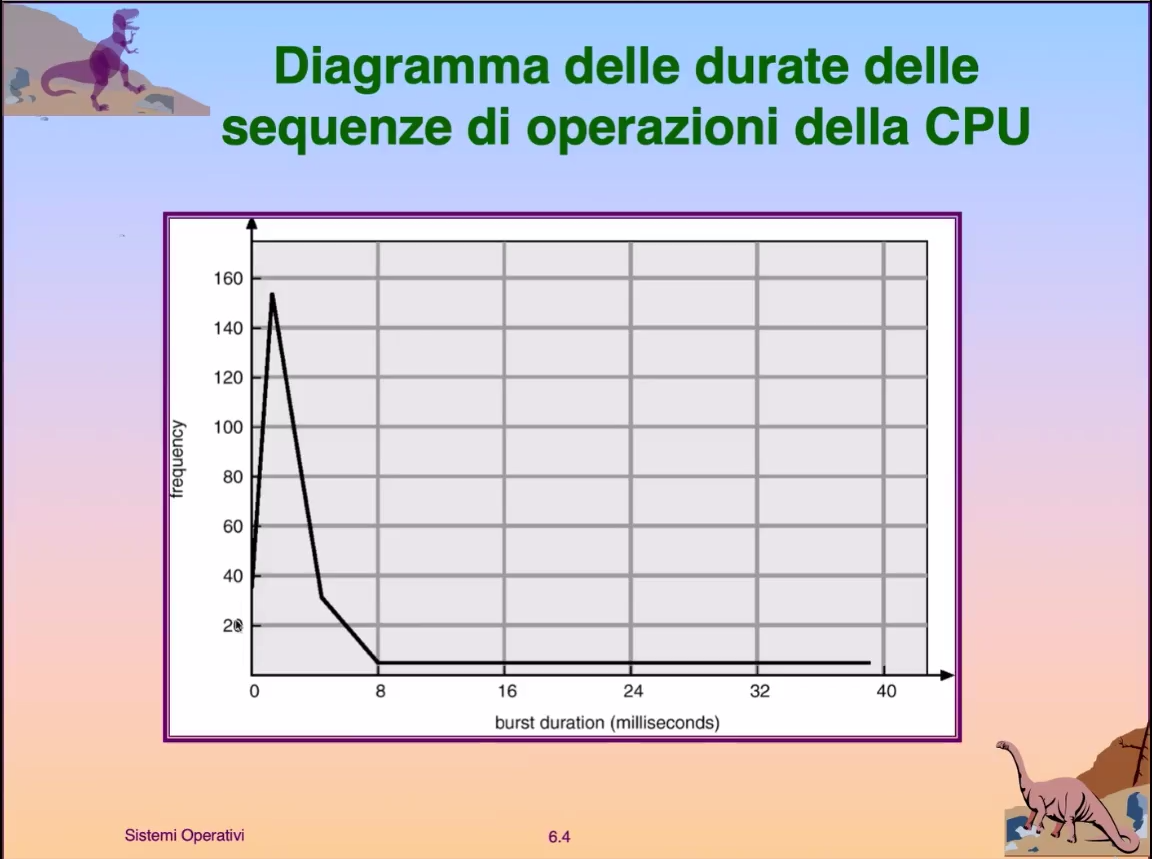 Diagramma delle durate delle
sequenze di operazioni della CPU
160
140
120
100
80
60
40
20
frequency
0 8 16 24 32 40
burst duration (milliseconds)
Sistemi Operativi 6.4